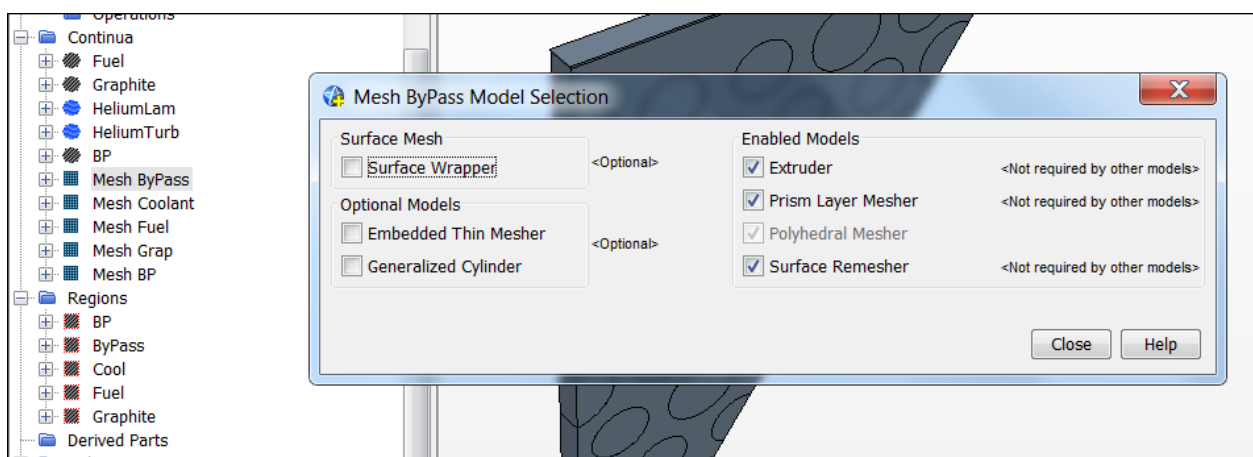 Operations
Continua
Fuel
Graphite
HeliumLam
HeliumTurb
BP
Mesh ByPass
Mesh Coolant
Mesh Fuel
Mesh Grap
Mesh BP
Regions
BP
ByPass
Cool
Fuel
Graphite
Derived Parts
Mesh ByPass Model Selection
X
Surface Mesh
Surface Wrapper
<Optional>
Optional Models
Embedded Thin Mesher
Generalized Cylinder
<Optional>
Enabled Models
Extruder <Not required by other models>
Prism Layer Mesher <Not required by other models>
Polyhedral Mesher
Surface Remesher <Not required by other models>
Close Help